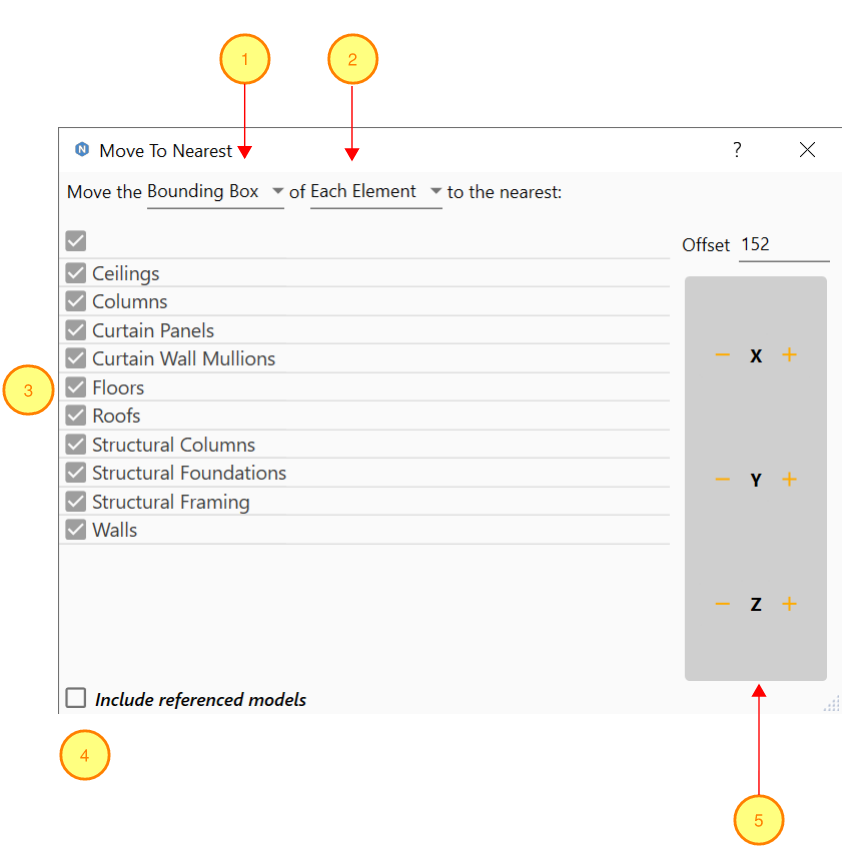 1 2
N Move To Nearest ?
Move the Bounding Box of Each Element to the nearest:
Offset 152
Ceilings
Columns
Curtain Panels
Curtain Wall Mullions
3
Floors
Roofs
Structural Columns
Structural Foundations
Structural Framing
Walls
− X +
− Y +
− Z +
Include referenced models
4
5